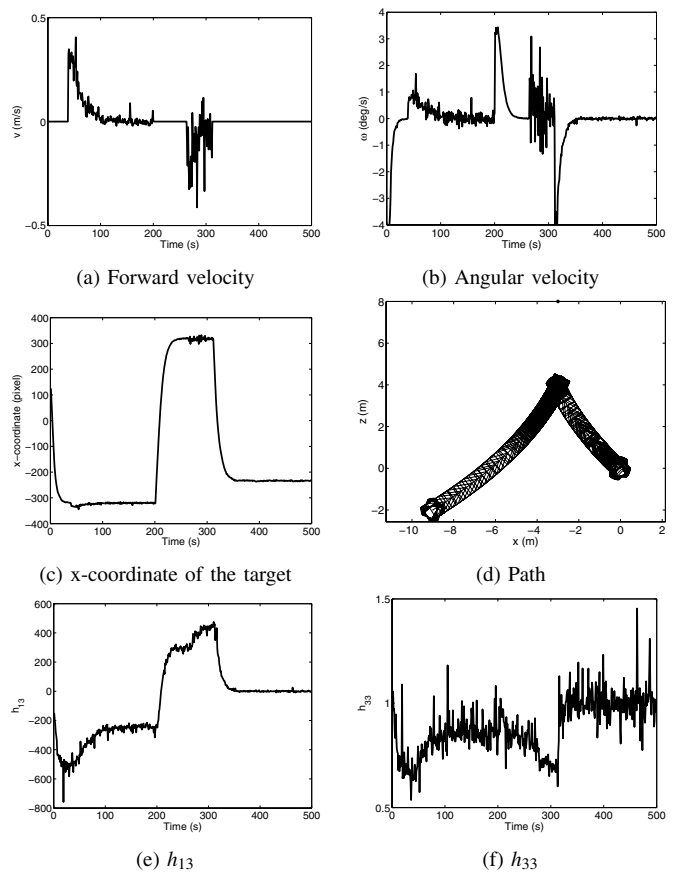 0.5
0
−0.5
0 100 200 300 400 500
Time (s)
v (m/s)
(a) Forward velocity
4
3
2
1
0
−1
−2
−3
−4
0 100 200 300 400 500
Time (s)
ω (deg/s)
(b) Angular velocity
400
300
200
100
0
−100
−200
−300
−400
0 100 200 300 400 500
Time (s)
x−coordinate (pixel)
(c) x-coordinate of the target
8
6
4
2
0
−2
−10 −8 −6 −4 −2 0 2
x (m)
z (m)
(d) Path
600
400
200
0
−200
−400
−600
−800
0 100 200 300 400 500
Time (s)
h13
(e) h13
1.5
1
0.5
0 100 200 300 400 500
Time (s)
h33
(f) h33